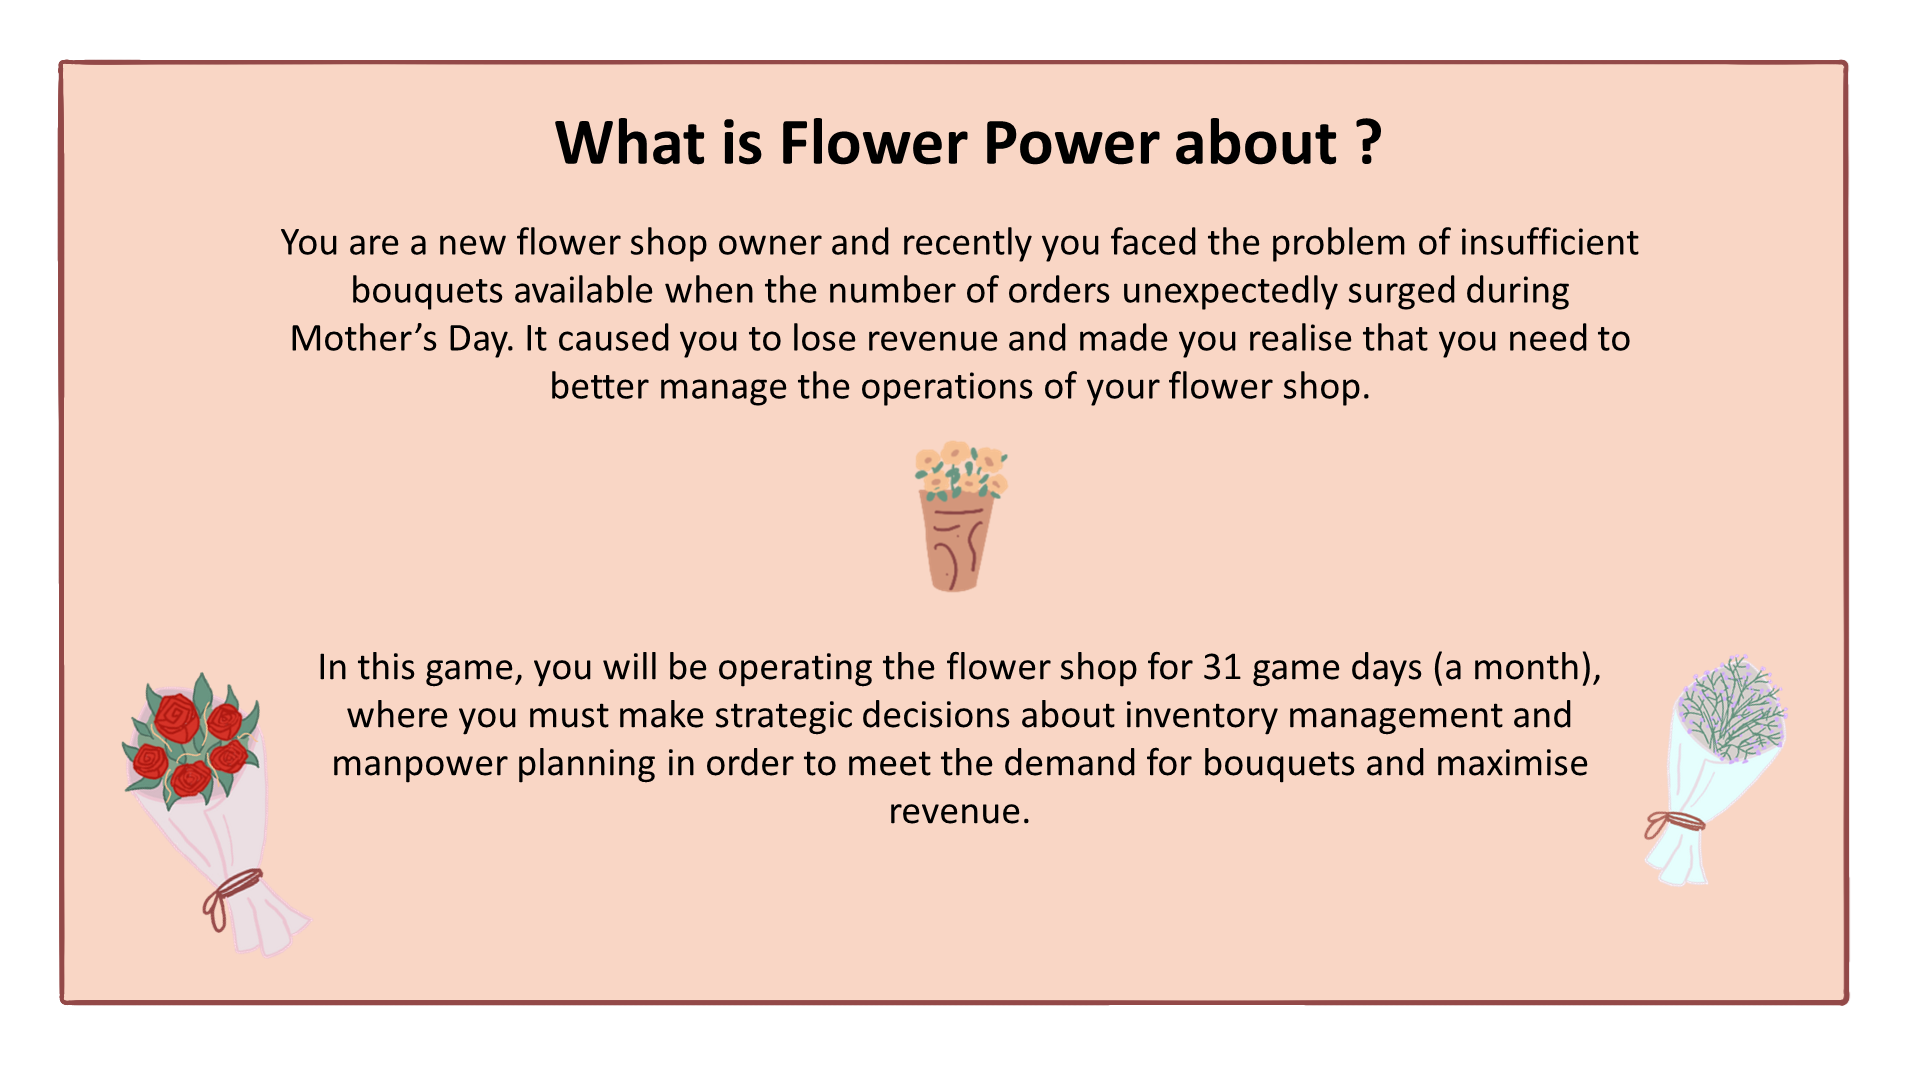 What is Flower Power about ?
You are a new flower shop owner and recently you faced the problem of insufficient
bouquets available when the number of orders unexpectedly surged during
Mother’s Day. It caused you to lose revenue and made you realise that you need to
better manage the operations of your flower shop.
In this game, you will be operating the flower shop for 31 game days (a month),
where you must make strategic decisions about inventory management and
manpower planning in order to meet the demand for bouquets and maximise
revenue.